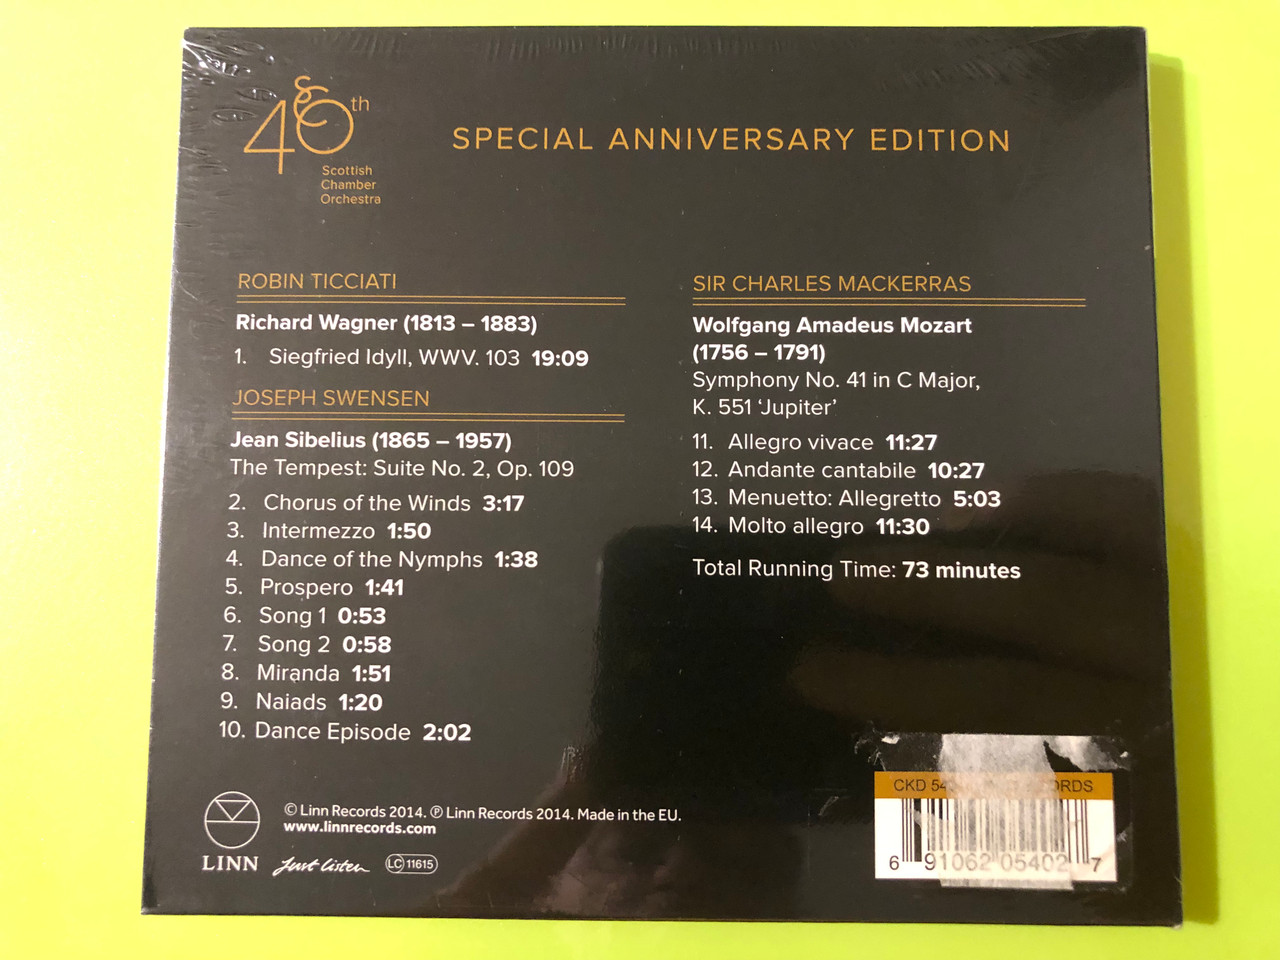 40th
Scottish
Chamber
Orchestra
SPECIAL ANNIVERSARY EDITION
ROBIN TICCIATI
Richard Wagner (1813 – 1883)
1. Siegfried Idyll, WWV. 103 19:09
JOSEPH SWENSEN
Jean Sibelius (1865 – 1957)
The Tempest: Suite No. 2, Op. 109
2. Chorus of the Winds 3:17
3. Intermezzo 1:50
4. Dance of the Nymphs 1:38
5. Prospero 1:41
6. Song 1 0:53
7. Song 2 0:58
8. Miranda 1:51
9. Naiads 1:20
10. Dance Episode 2:02
SIR CHARLES MACKERRAS
Wolfgang Amadeus Mozart
(1756 – 1791)
Symphony No. 41 in C Major,
K. 551 ‘Jupiter’
11. Allegro vivace 11:27
12. Andante cantabile 10:27
13. Menuetto: Allegretto 5:03
14. Molto allegro 11:30
Total Running Time: 73 minutes
© Linn Records 2014. ℗ Linn Records 2014. Made in the EU.
www.linnrecords.com
LINN
Just listen
LC 11615
CKD
6 91062 05402 7